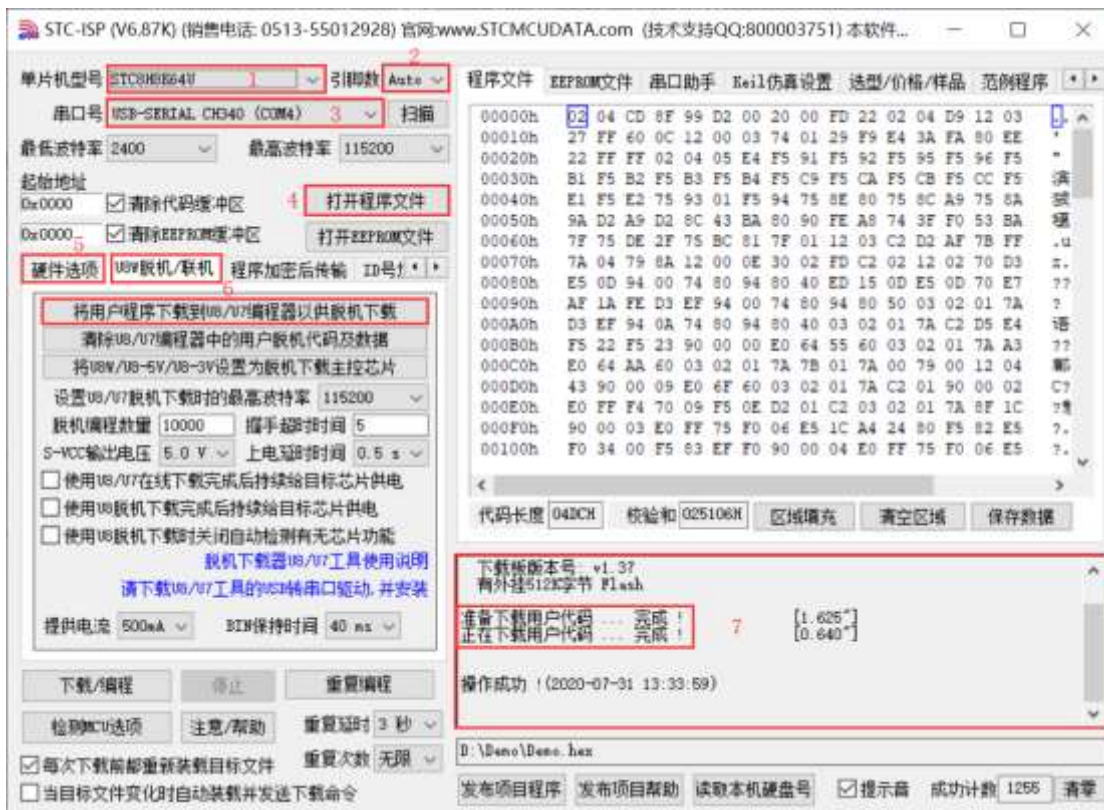 STC-ISP (V6.87K) (销售电话: 0513-55012928) 官网:www.STCMCUDATA.com (技术支持QQ:800003751) 本软件...
单片机型号 STC8H8K64U 1 引脚数 Auto 2
串口号 USB-SERIAL CH340 (COM4) 3 扫描
最低波特率 2400 最高波特率 115200
起始地址
0x0000 清除代码缓冲区 4 打开程序文件
0x0000 清除EEPROM缓冲区 打开EEPROM文件
5
硬件选项 U8W脱机/联机 程序加密后传输 ID号
6
将用户程序下载到U8/U7编程器以供脱机下载
清除U8/U7编程器中的用户脱机代码及数据
将U8W/U8-5V/U8-3V设置为脱机下载主控芯片
设置U8/U7脱机下载时的最高波特率 115200
脱机编程数量 10000 握手超时时间 5
S-VCC输出电压 5.0 V 上电延时时间 0.5 s
使用U8/U7在线下载完成后持续给目标芯片供电
使用U8脱机下载完成后持续给目标芯片供电
使用U8脱机下载时关闭自动检测有无芯片功能
脱机下载器U8/U7工具使用说明
请下载U8/U7工具的USB转串口驱动,并安装
提供电流 500mA BIN保持时间 40 ms
下载/编程 停止 重复编程
检测MCU选项 注意/帮助 重复延时 3 秒
重复次数 无限
每次下载前都重新装载目标文件
当目标文件变化时自动装载并发送下载命令
程序文件 EEPROM文件 串口助手 Keil仿真设置 选型/价格/样品 范例程序
00000h 02 04 CD 8F 99 D2 00 20 00 FD 22 02 04 D9 12 03
00010h 27 FF 60 0C 12 00 03 74 01 29 F9 E4 3A FA 80 EE
00020h 22 FF FF 02 04 05 E4 F5 91 F5 92 F5 95 F5 96 F5
00030h B1 F5 B2 F5 B3 F5 B4 F5 C9 F5 CA F5 CB F5 CC F5
00040h E1 F5 E2 75 93 01 F5 94 75 8E 80 75 8C A9 75 8A
00050h 9A D2 A9 D2 8C 43 BA 80 90 FE A8 74 3F F0 53 BA
00060h 7F 75 DE 2F 75 BC 81 7F 01 12 03 C2 D2 AF 7B FF .u
00070h 7A 04 79 8A 12 00 0E 30 02 FD C2 02 12 02 70 D3
00080h E5 0D 94 00 74 80 94 80 40 ED 15 0D E5 0D 70 E7 ??
00090h AF 1A FE D3 EF 94 00 74 80 94 80 50 03 02 01 7A ?
000A0h D3 EF 94 0A 74 80 94 80 40 03 02 01 7A C2 D5 E4 语
000B0h F5 22 F5 23 90 00 00 E0 64 55 60 03 02 01 7A A3 ??
000C0h E0 64 AA 60 03 02 01 7A 7B 01 7A 00 79 00 12 04
000D0h 43 90 00 09 E0 6F 60 03 02 01 7A C2 01 90 00 02 C?
000E0h E0 FF F4 70 09 F5 0E D2 01 C2 03 02 01 7A 8F 1C
000F0h 90 00 03 E0 FF 75 F0 06 E5 1C A4 24 80 F5 82 E5 ?.
00100h F0 34 00 F5 83 EF F0 90 00 04 E0 FF 75 F0 06 E5 ?.
代码长度 04DCH 校验和 025106H 区域填充 清空区域 保存数据
下载板版本号: v1.37
有外挂512K字节 Flash
准备下载用户代码 ... 完成 ! [1.625"]
正在下载用户代码 ... 完成 ! [0.640"]
7
操作成功 !(2020-07-31 13:33:59)
D:\Demo\Demo.hex
发布项目程序 发布项目帮助 读取本机硬盘号 提示音 成功计数 1256 清零